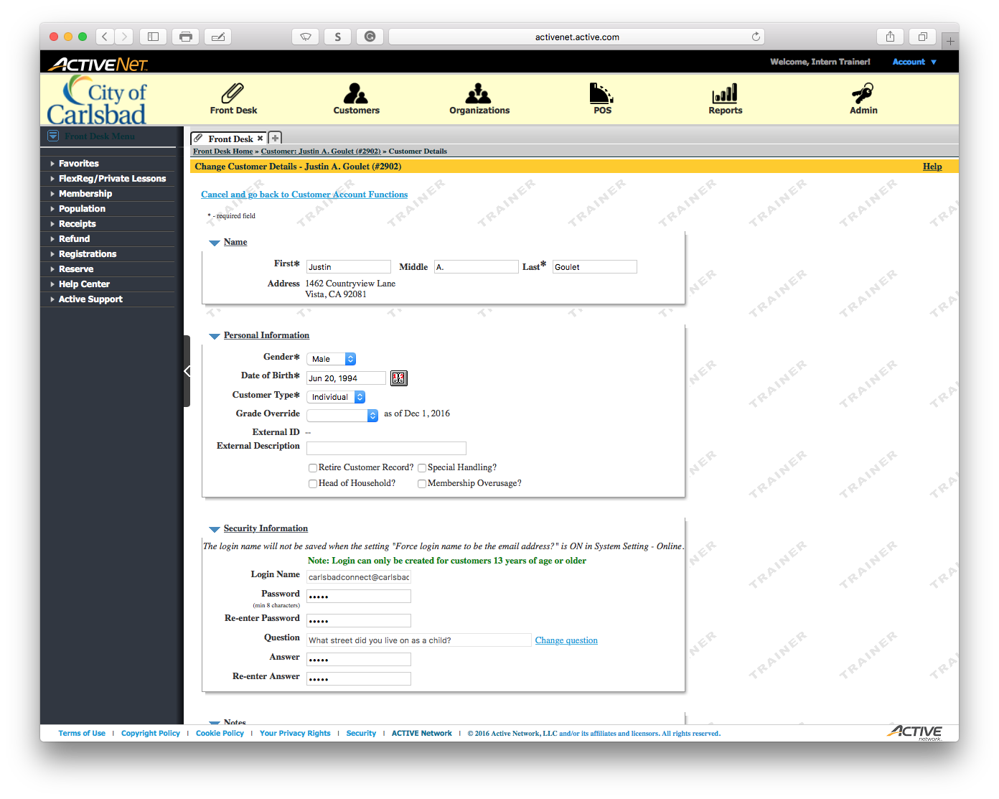 activenet.active.com
ACTIVENET
Welcome, Intern Trainer! Account ▼
City of
Carlsbad
Front Desk Customers Organizations POS Reports Admin
Front Desk Menu
Favorites
FlexReg/Private Lessons
Membership
Population
Receipts
Refund
Registrations
Reserve
Help Center
Active Support
Front Desk
Front Desk Home » Customer: Justin A. Goulet (#2902) » Customer Details
Change Customer Details - Justin A. Goulet (#2902) Help
Cancel and go back to Customer Account Functions
* - required field
Name
First* Justin Middle A. Last* Goulet
Address 1462 Countryview Lane
Vista, CA 92081
Personal Information
Gender* Male
Date of Birth* Jun 20, 1994
Customer Type* Individual
Grade Override as of Dec 1, 2016
External ID --
External Description
Retire Customer Record? Special Handling?
Head of Household? Membership Overusage?
Security Information
The login name will not be saved when the setting "Force login name to be the email address?" is ON in System Setting - Online.
Note: Login can only be created for customers 13 years of age or older
Login Name carlsbadconnect@carlsbac
Password •••••
(min 8 characters)
Re-enter Password •••••
Question What street did you live on as a child? Change question
Answer •••••
Re-enter Answer •••••
Notes
TRAINER
Terms of Use | Copyright Policy | Cookie Policy | Your Privacy Rights | Security | ACTIVE Network | © 2016 Active Network, LLC and/or its affiliates and licensors. All rights reserved.
ACTIVE
network